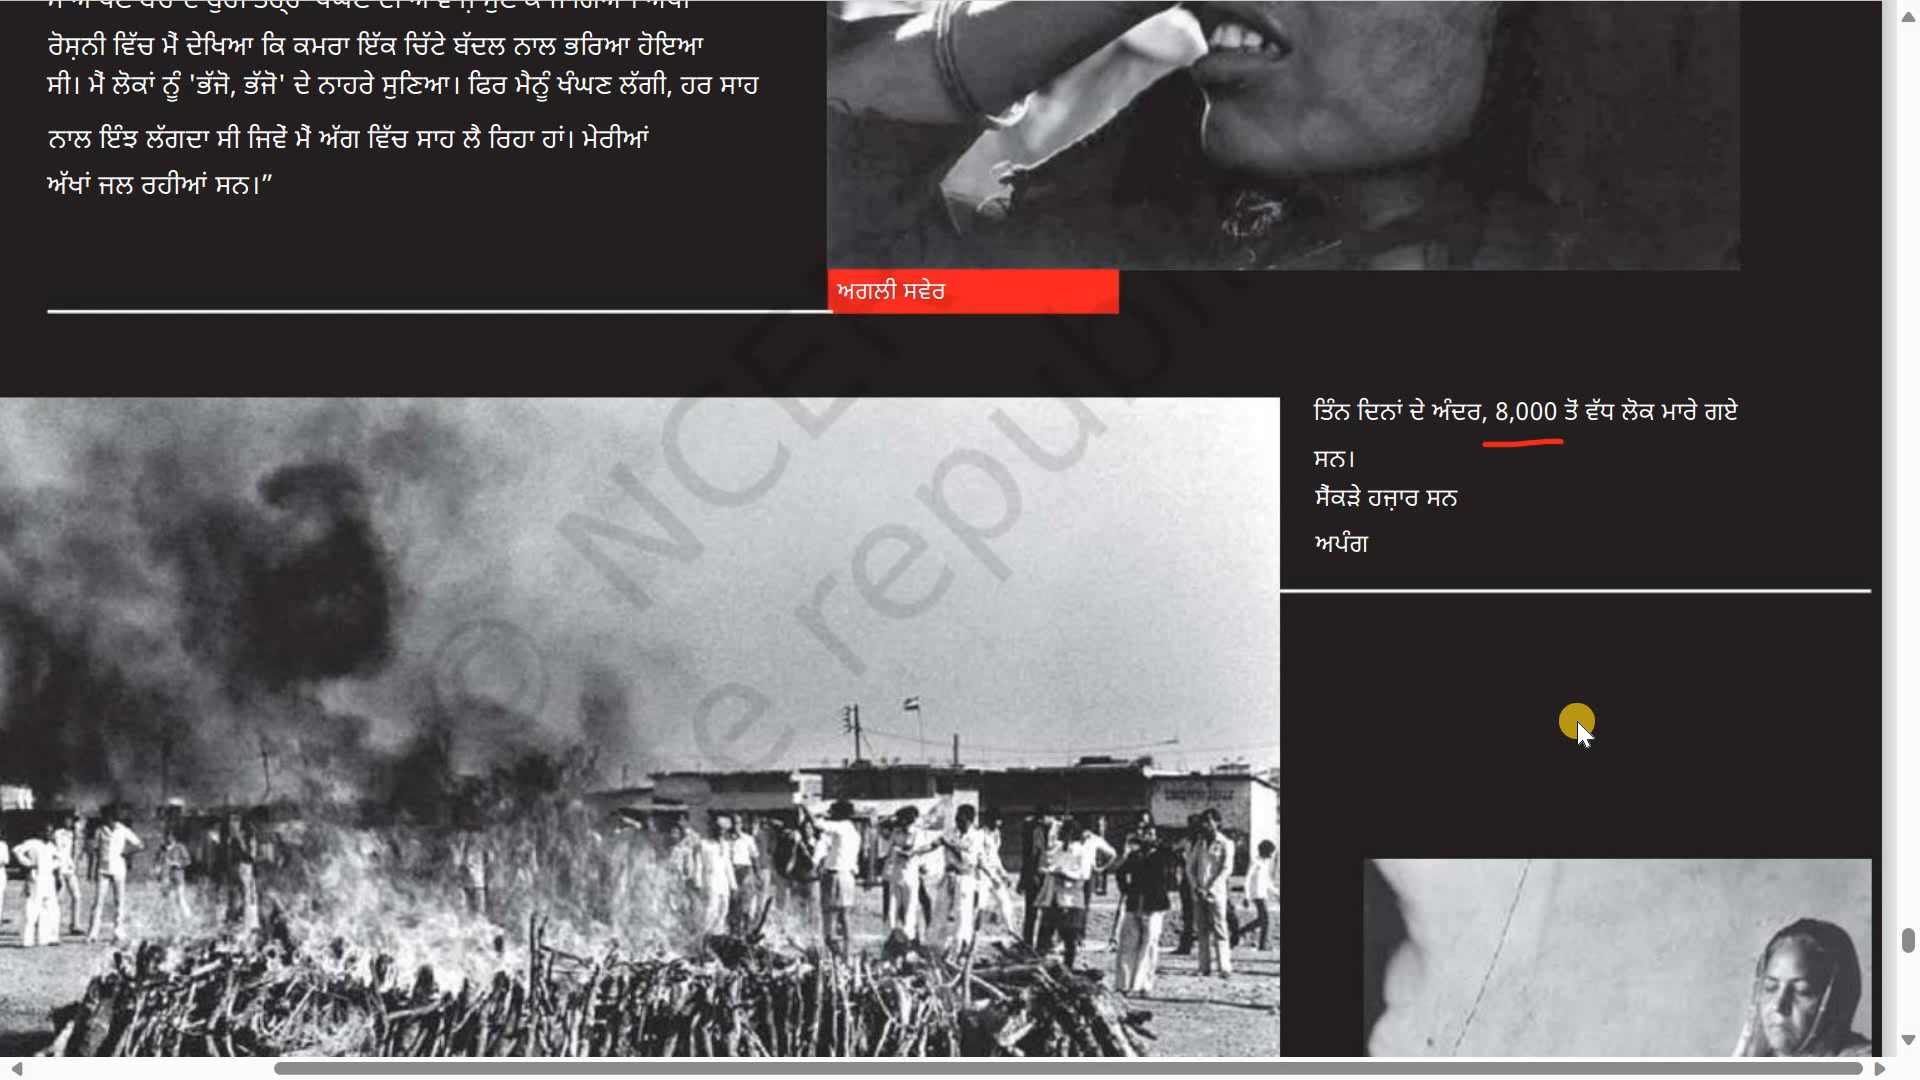 ਰੋਸ਼ਨੀ ਵਿੱਚ ਮੈਂ ਦੇਖਿਆ ਕਿ ਕਮਰਾ ਇੱਕ ਚਿੱਟੇ ਬੱਦਲ ਨਾਲ ਭਰਿਆ ਹੋਇਆ
ਸੀ। ਮੈਂ ਲੋਕਾਂ ਨੂੰ 'ਭੱਜੋ, ਭੱਜੋ' ਦੇ ਨਾਹਰੇ ਸੁਣਿਆ। ਫਿਰ ਮੈਨੂੰ ਖੰਘਣ ਲੱਗੀ, ਹਰ ਸਾਹ
ਨਾਲ ਇੰਝ ਲੱਗਦਾ ਸੀ ਜਿਵੇਂ ਮੈਂ ਅੱਗ ਵਿੱਚ ਸਾਹ ਲੈ ਰਿਹਾ ਹਾਂ। ਮੇਰੀਆਂ
ਅੱਖਾਂ ਜਲ ਰਹੀਆਂ ਸਨ।”
ਅਗਲੀ ਸਵੇਰ
ਤਿੰਨ ਦਿਨਾਂ ਦੇ ਅੰਦਰ, 8,000 ਤੋਂ ਵੱਧ ਲੋਕ ਮਾਰੇ ਗਏ
ਸਨ।
ਸੈਂਕੜੇ ਹਜ਼ਾਰ ਸਨ
ਅਪੰਗ